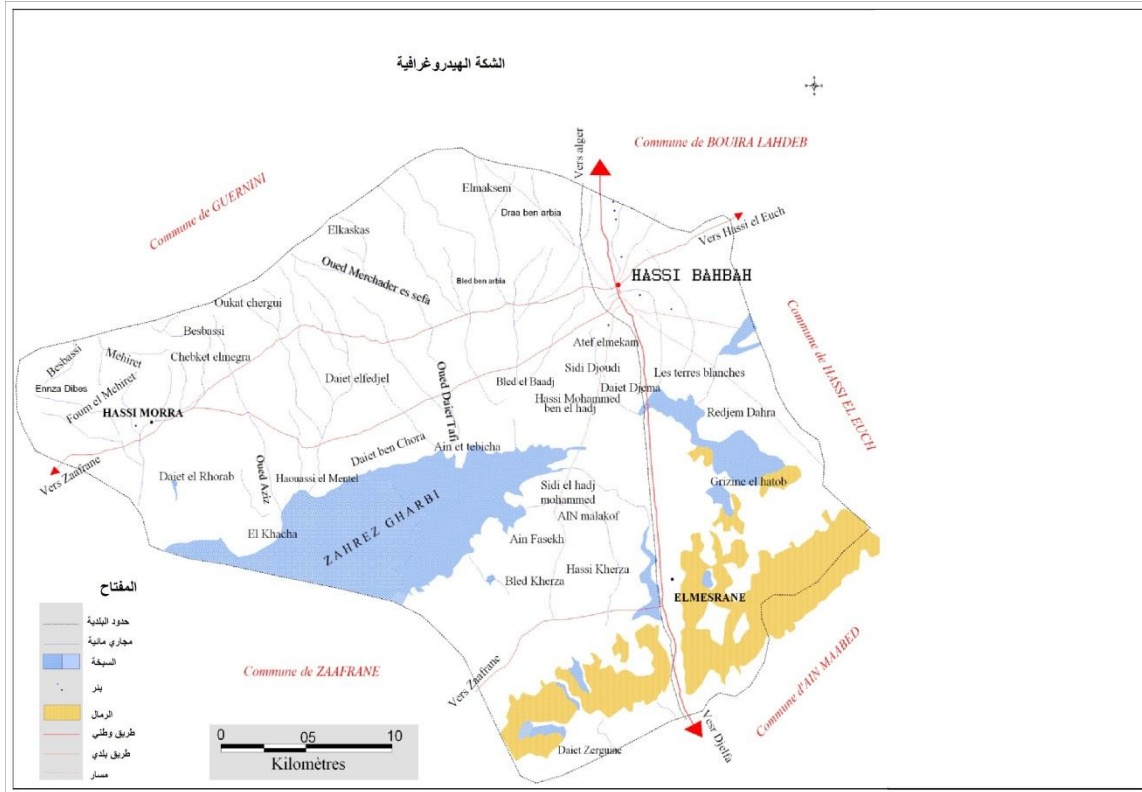 الشكة الهيدروغرافية
Commune de BOUIRA LAHDEB
Vers alger
Commune de GUERNINI
Elmaksem
Draa ben arbia
Vers Hassi el Euch
Elkaskas
Oued Merchader es sefa
Bled ben arbia
HASSI BAHBAH
Oukat chergui
Besbassi
Commune de HASSI EL EUCH
Atef elmekam
Besbassi
Mehiret
Chebket elmegra
Sidi Djoudi
Les terres blanches
Ennza Dibes
Foum el Mehiret
Daiet elfedjel
Oued Daiet Tafi
Bled el Baadj
Daiet Djema
Hassi Mohammed
ben el hadj
HASSI MORRA
Redjem Dahra
Daiet ben Chora
Ain et tebicha
Vers Zaafrane
Daiet el Rhorab
Oued Aziz
Haouassi el Mentel
Sidi el hadj
mohammed
Grizine el hatob
ZAHREZ GHARBI
AIN malakof
El Khacha
Ain Fasekh
Hassi Kherza
Bled Kherza
ELMESRANE
Commune de ZAAFRANE
Vers Zaafrane
Commune d'AIN MAABED
Vesr Djelfa
Daiet Zergune
المفتاح
حدود البلدية
مجاري مائية
السبخة
بئر
الرمال
طريق وطني
طريق بلدي
مسار
0 05 10
Kilomètres